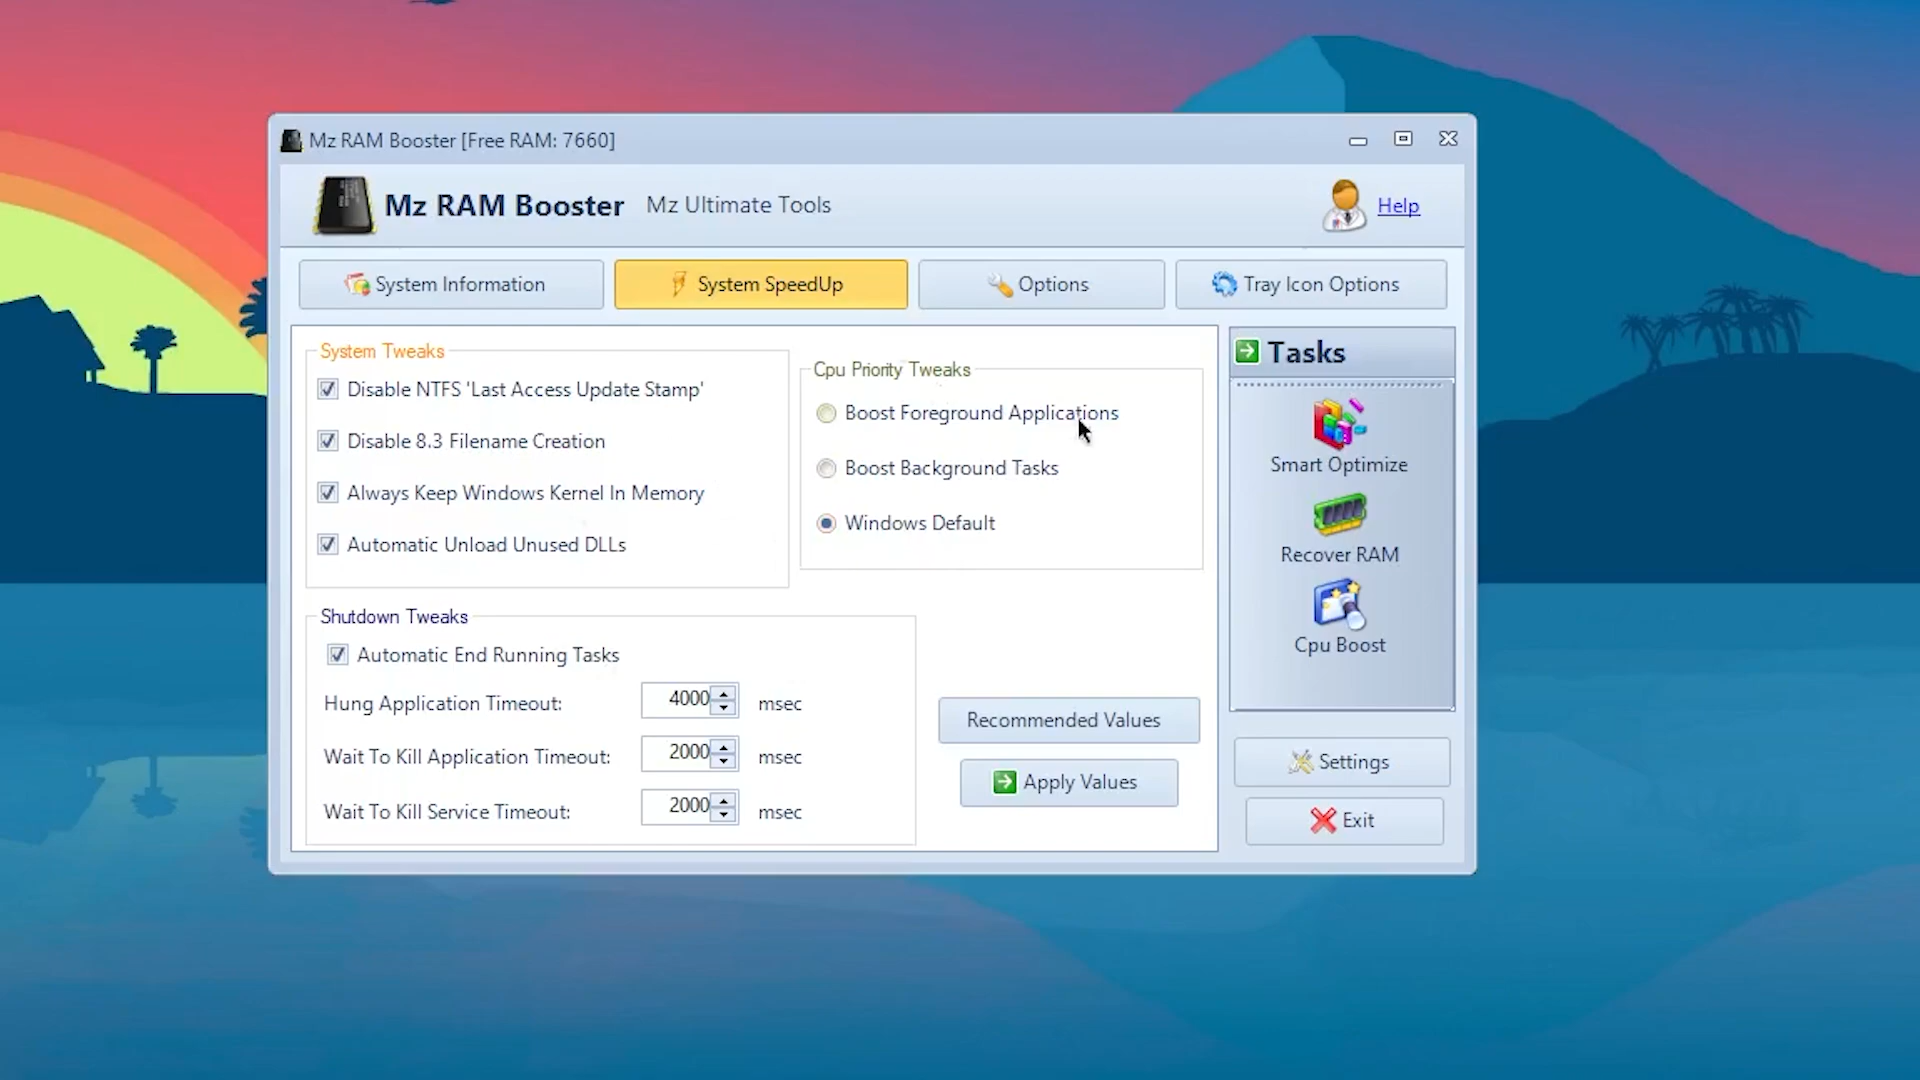 Mz RAM Booster [Free RAM: 7660]
Mz RAM Booster Mz Ultimate Tools Help
System Information System SpeedUp Options Tray Icon Options
System Tweaks
Disable NTFS 'Last Access Update Stamp'
Disable 8.3 Filename Creation
Always Keep Windows Kernel In Memory
Automatic Unload Unused DLLs
Cpu Priority Tweaks
Boost Foreground Applications
Boost Background Tasks
Windows Default
Shutdown Tweaks
Automatic End Running Tasks
Hung Application Timeout: 4000 msec
Wait To Kill Application Timeout: 2000 msec
Wait To Kill Service Timeout: 2000 msec
Recommended Values
Apply Values
Tasks
Smart Optimize
Recover RAM
Cpu Boost
Settings
Exit